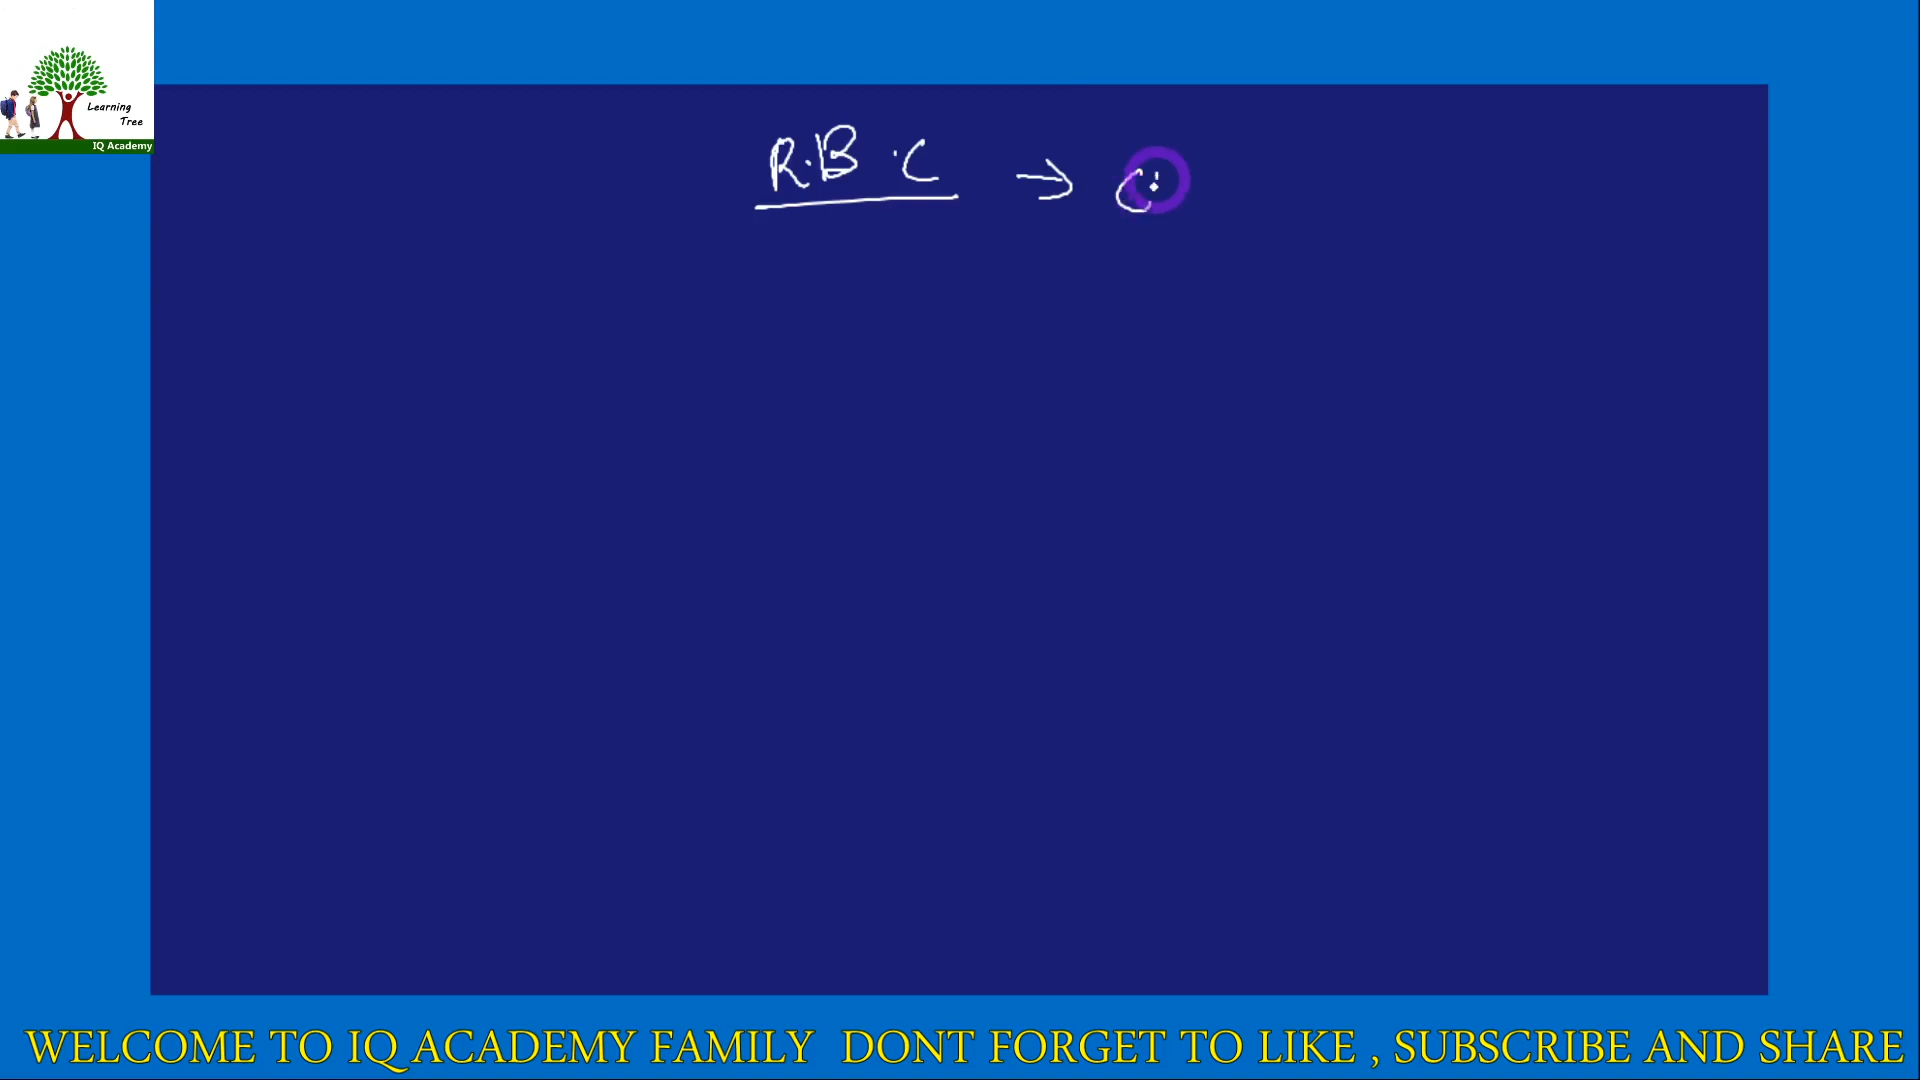 Learning
Tree
IQ Academy
R.B.C →
WELCOME TO IQ ACADEMY FAMILY DONT FORGET TO LIKE , SUBSCRIBE AND SHARE